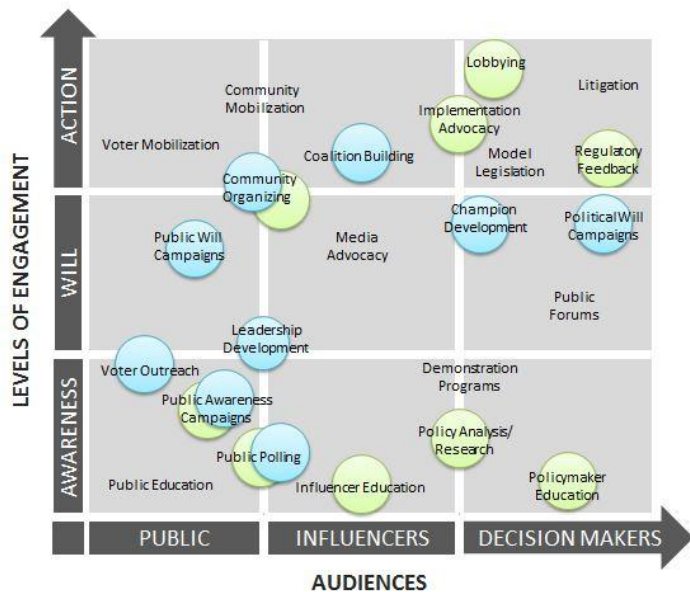 LEVELS OF ENGAGEMENT
ACTION
WILL
AWARENESS
Lobbying
Litigation
Community
Mobilization
Implementation
Advocacy
Voter Mobilization
Coalition Building
Model
Legislation
Regulatory
Feedback
Community
Organizing
Champion
Development
Political Will
Campaigns
Public Will
Campaigns
Media
Advocacy
Public
Forums
Leadership
Development
Voter Outreach
Demonstration
Programs
Public Awareness
Campaigns
Policy Analysis/
Research
Public Polling
Public Education
Influencer Education
Policymaker
Education
PUBLIC
INFLUENCERS
DECISION MAKERS
AUDIENCES